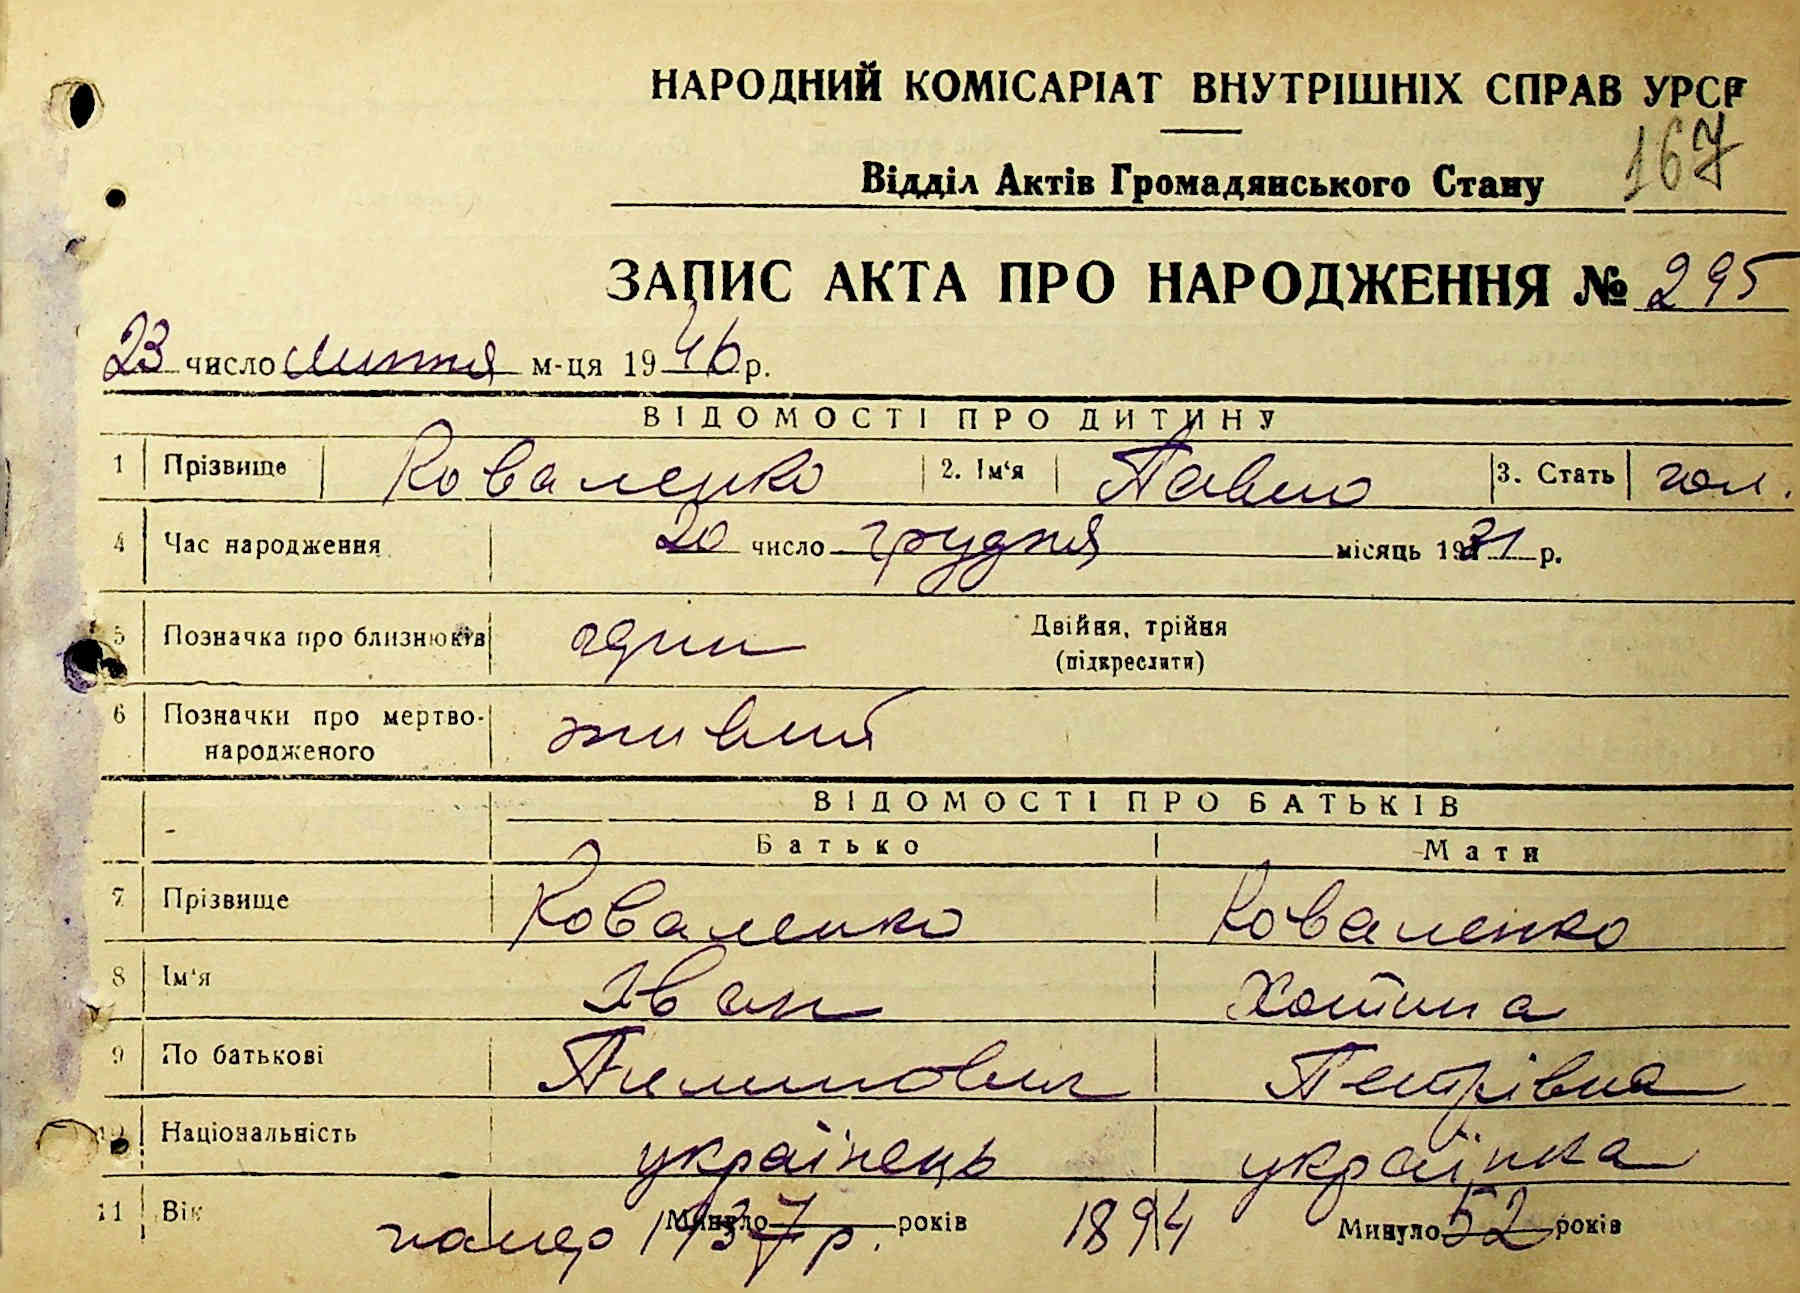 НАРОДНИЙ КОМІСАРІАТ ВНУТРІШНІХ СПРАВ УРСР
167
Відділ Актів Громадянського Стану
ЗАПИС АКТА ПРО НАРОДЖЕННЯ № 295
23 число м-ця 1946 р.
ВІДОМОСТІ ПРО ДИТИНУ
1 Прізвище Коваленко 2. Ім'я Павло 3. Стать чол.
4 Час народження 20 число грудня місяць 1931 р.
5 Позначка про близнюків один Двійня, трійня
(підкреслити)
6 Позначки про мертво-
народженого живий
ВІДОМОСТІ ПРО БАТЬКІВ
Батько Мати
7 Прізвище Коваленко Коваленко
8 Ім'я Іван Хотина
9 По батькові Пилипович Петрівна
10 Національність українець українка
11 Вік Минуло 1937 р. років 1894 Минуло 52 років